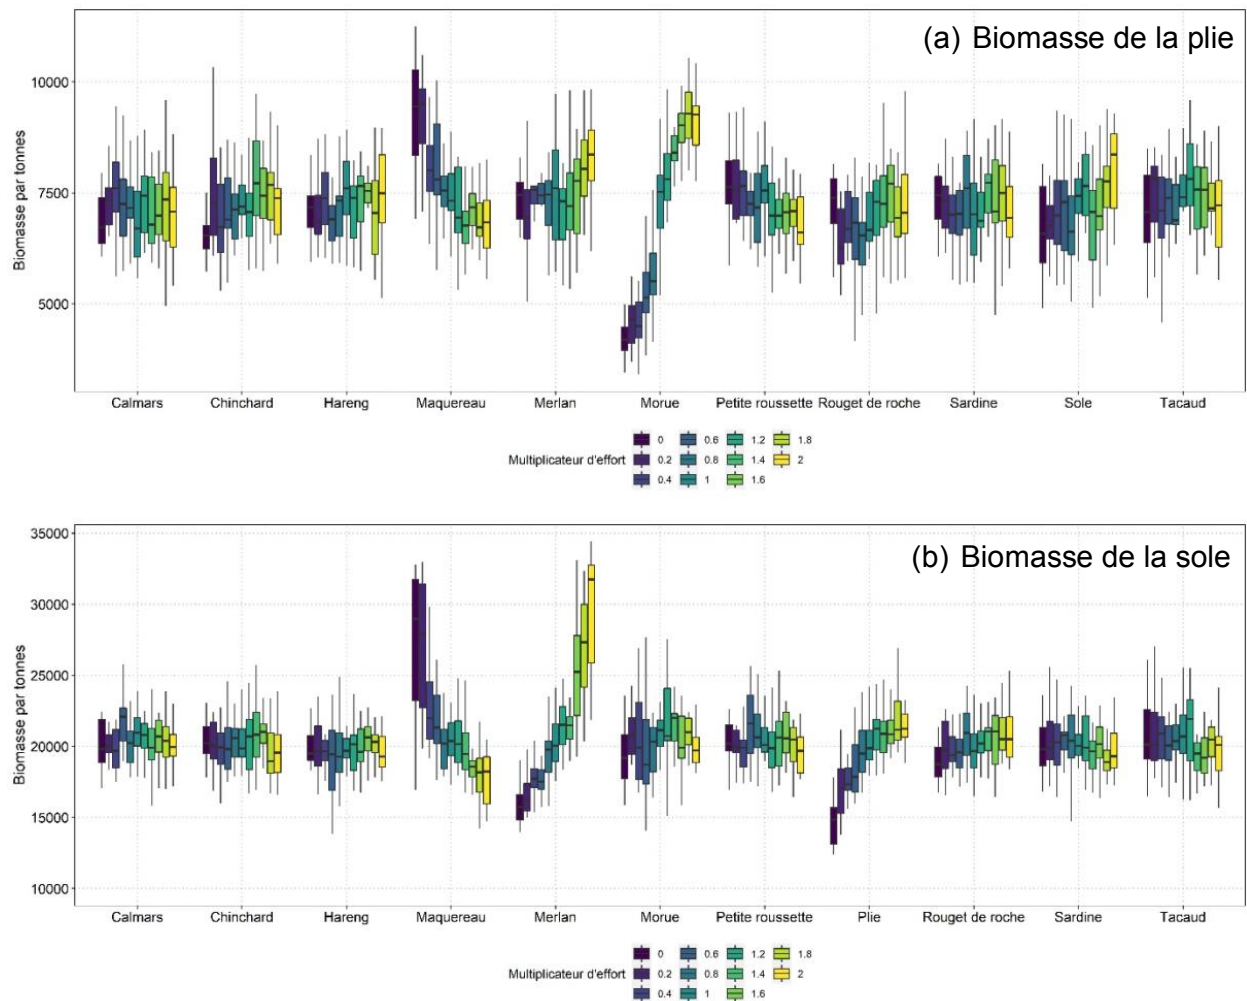 (a) Biomasse de la plie
Biomasse par tonnes
10000
7500
5000
Calmars Chinchard Hareng Maquereau Merlan Morue Petite roussette Rouget de roche Sardine Sole Tacaud
Multiplicateur d'effort
0 0.6 1.2 1.8
0.2 0.8 1.4 2
0.4 1 1.6
(b) Biomasse de la sole
Biomasse par tonnes
35000
30000
25000
20000
15000
10000
Calmars Chinchard Hareng Maquereau Merlan Morue Petite roussette Plie Rouget de roche Sardine Tacaud
Multiplicateur d'effort
0 0.6 1.2 1.8
0.2 0.8 1.4 2
0.4 1 1.6